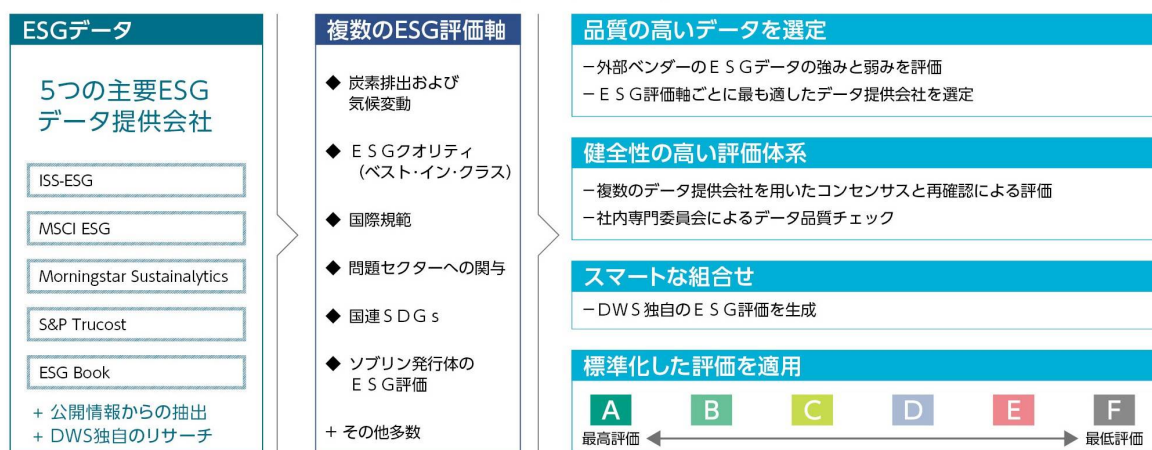 ESGデータ
5つの主要ESG
データ提供会社
ISS-ESG
MSCI ESG
Morningstar Sustainalytics
S&P Trucost
ESG Book
+ 公開情報からの抽出
+ DWS独自のリサーチ
複数のESG評価軸
◆ 炭素排出および
気候変動
◆ ESGクオリティ
(ベスト・イン・クラス)
◆ 国際規範
◆ 問題セクターへの関与
◆ 国連SDGs
◆ ソブリン発行体の
ESG評価
+ その他多数
品質の高いデータを選定
−外部ベンダーのESGデータの強みと弱みを評価
−ESG評価軸ごとに最も適したデータ提供会社を選定
健全性の高い評価体系
−複数のデータ提供会社を用いたコンセンサスと再確認による評価
−社内専門委員会によるデータ品質チェック
スマートな組合せ
−DWS独自のESG評価を生成
標準化した評価を適用
A B C D E F
最高評価 最低評価